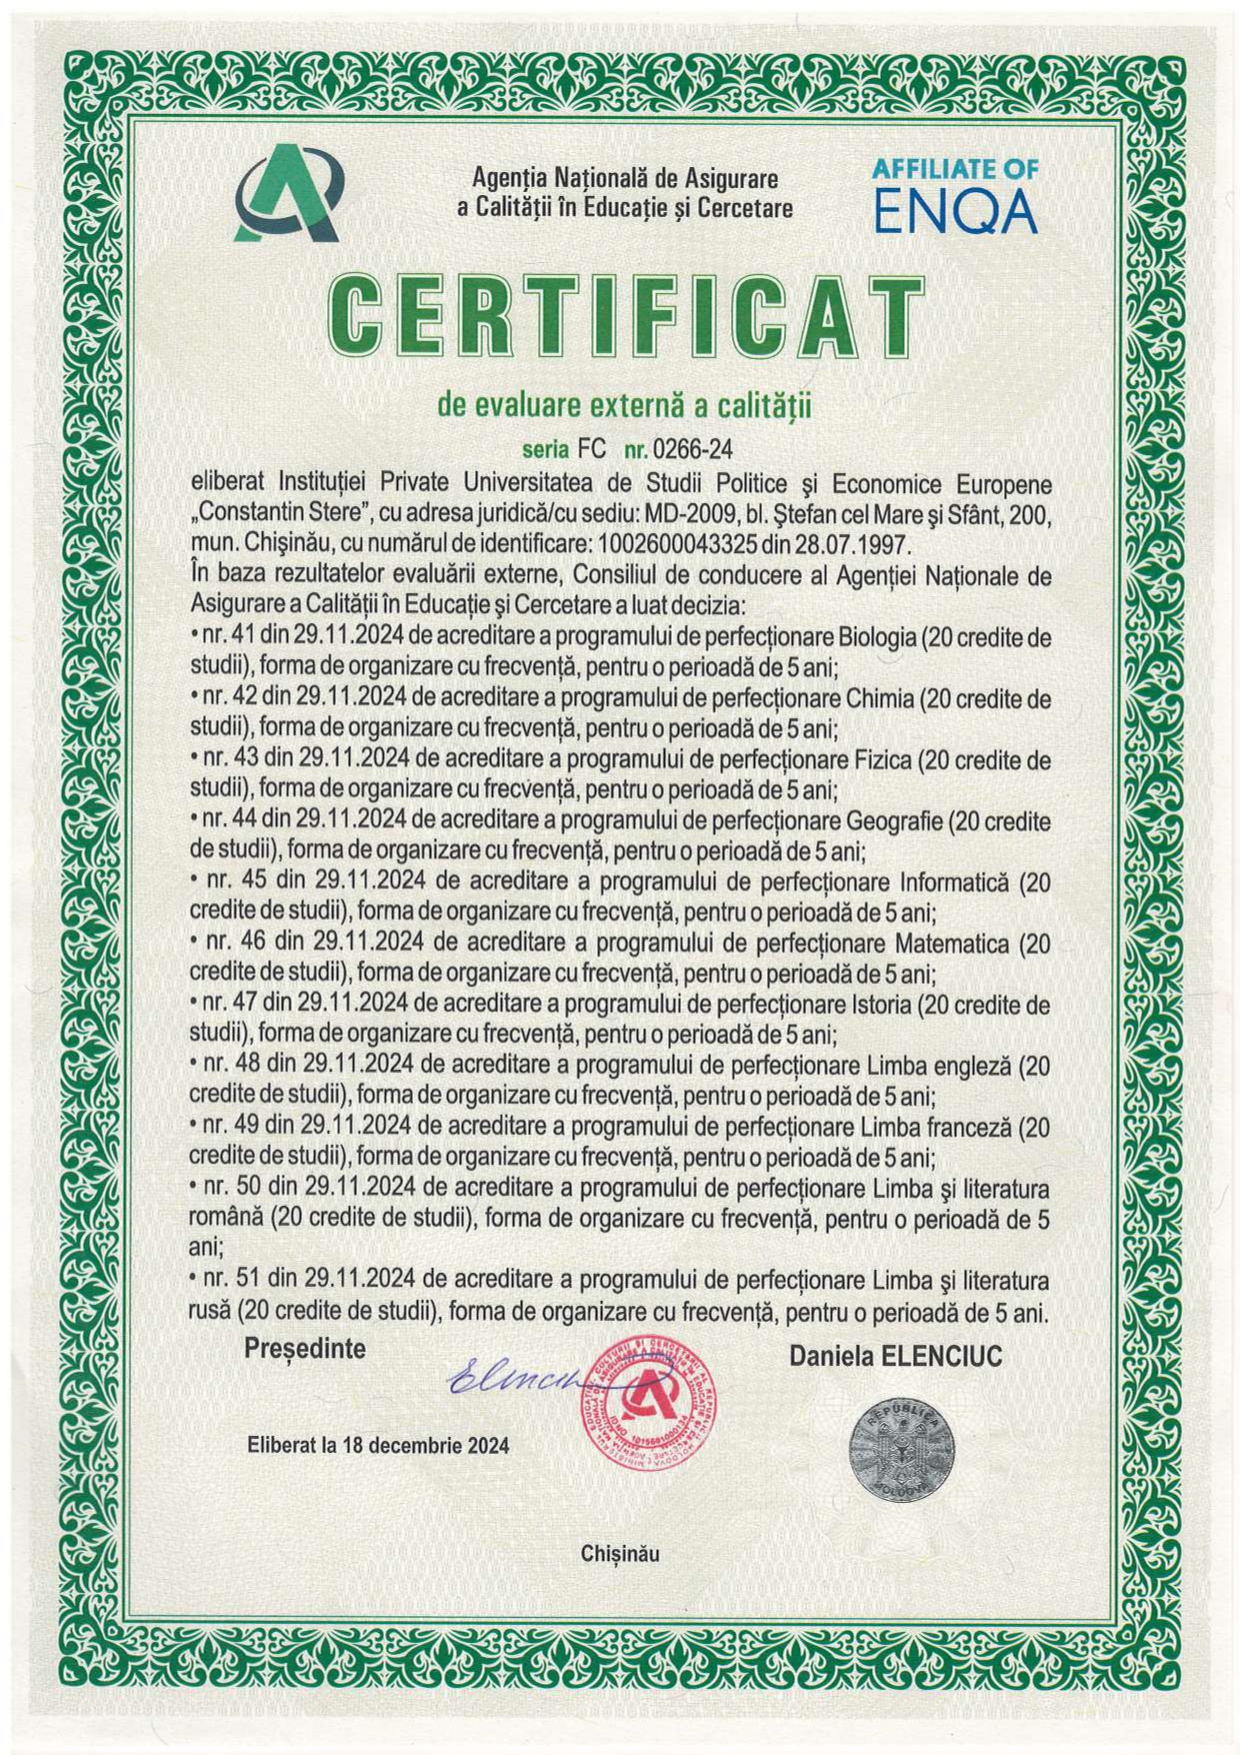 Agenția Națională de Asigurare
a Calității în Educație și Cercetare
AFFILIATE OF
ENQA
CERTIFICAT
de evaluare externă a calității
seria FC nr. 0266-24
eliberat Instituției Private Universitatea de Studii Politice şi Economice Europene
„Constantin Stere”, cu adresa juridică/cu sediu: MD-2009, bl. Ştefan cel Mare şi Sfânt, 200,
mun. Chişinău, cu numărul de identificare: 1002600043325 din 28.07.1997.
În baza rezultatelor evaluării externe, Consiliul de conducere al Agenției Naționale de
Asigurare a Calității în Educație şi Cercetare a luat decizia:
• nr. 41 din 29.11.2024 de acreditare a programului de perfecționare Biologia (20 credite de
studii), forma de organizare cu frecvență, pentru o perioadă de 5 ani;
• nr. 42 din 29.11.2024 de acreditare a programului de perfecționare Chimia (20 credite de
studii), forma de organizare cu frecvență, pentru o perioadă de 5 ani;
• nr. 43 din 29.11.2024 de acreditare a programului de perfecționare Fizica (20 credite de
studii), forma de organizare cu frecvență, pentru o perioadă de 5 ani;
• nr. 44 din 29.11.2024 de acreditare a programului de perfecționare Geografie (20 credite
de studii), forma de organizare cu frecvență, pentru o perioadă de 5 ani;
• nr. 45 din 29.11.2024 de acreditare a programului de perfecționare Informatică (20
credite de studii), forma de organizare cu frecvență, pentru o perioadă de 5 ani;
• nr. 46 din 29.11.2024 de acreditare a programului de perfecționare Matematica (20
credite de studii), forma de organizare cu frecvență, pentru o perioadă de 5 ani;
• nr. 47 din 29.11.2024 de acreditare a programului de perfecționare Istoria (20 credite de
studii), forma de organizare cu frecvență, pentru o perioadă de 5 ani;
• nr. 48 din 29.11.2024 de acreditare a programului de perfecționare Limba engleză (20
credite de studii), forma de organizare cu frecvență, pentru o perioadă de 5 ani;
• nr. 49 din 29.11.2024 de acreditare a programului de perfecționare Limba franceză (20
credite de studii), forma de organizare cu frecvență, pentru o perioadă de 5 ani;
• nr. 50 din 29.11.2024 de acreditare a programului de perfecționare Limba şi literatura
română (20 credite de studii), forma de organizare cu frecvență, pentru o perioadă de 5
ani;
• nr. 51 din 29.11.2024 de acreditare a programului de perfecționare Limba şi literatura
rusă (20 credite de studii), forma de organizare cu frecvență, pentru o perioadă de 5 ani.
Președinte
Daniela ELENCIUC
REPUBLICA
MOLDOVA
Eliberat la 18 decembrie 2024
Chișinău